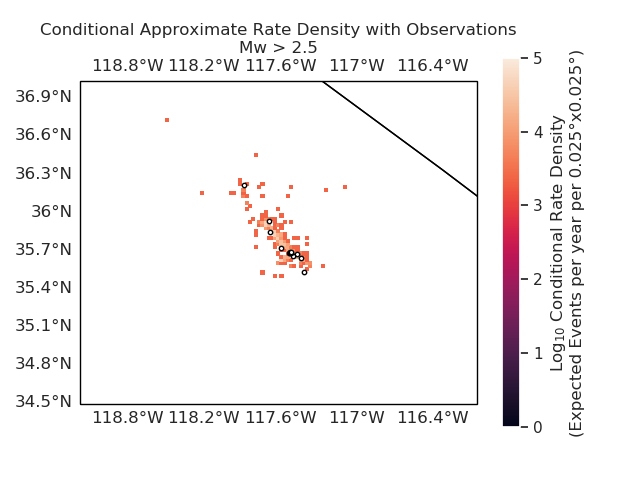 Conditional Approximate Rate Density with Observations
Mw > 2.5
118.8°W 118.2°W 117.6°W 117°W 116.4°W
36.9°N
36.6°N
36.3°N
36°N
35.7°N
35.4°N
35.1°N
34.8°N
34.5°N
118.8°W 118.2°W 117.6°W 117°W 116.4°W
5
4
3
2
1
0
Log₁₀ Conditional Rate Density
(Expected Events per year per 0.025°x0.025°)